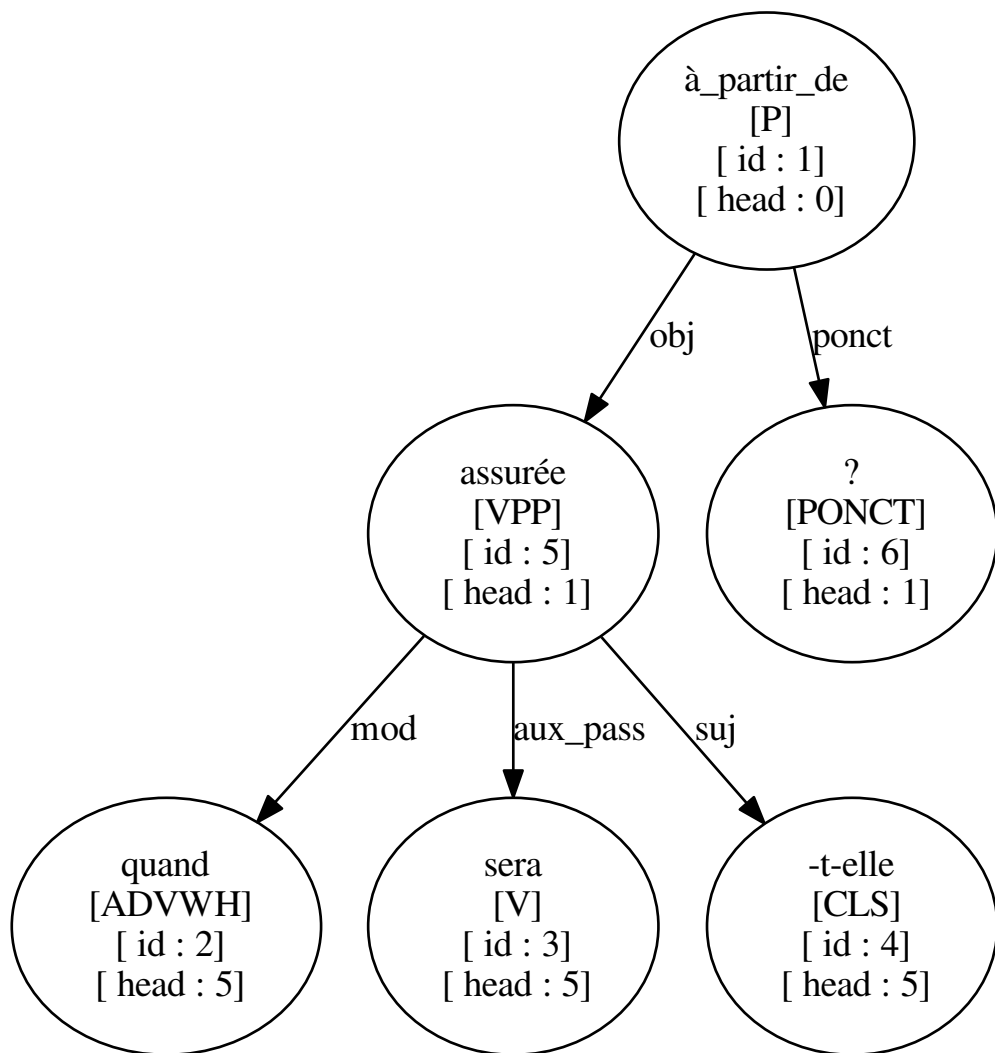 à_partir_de
[P]
[ id : 1]
[ head : 0]
obj
ponct
assurée
[VPP]
[ id : 5]
[ head : 1]
?
[PONCT]
[ id : 6]
[ head : 1]
mod
aux_pass
suj
quand
[ADVWH]
[ id : 2]
[ head : 5]
sera
[V]
[ id : 3]
[ head : 5]
-t-elle
[CLS]
[ id : 4]
[ head : 5]